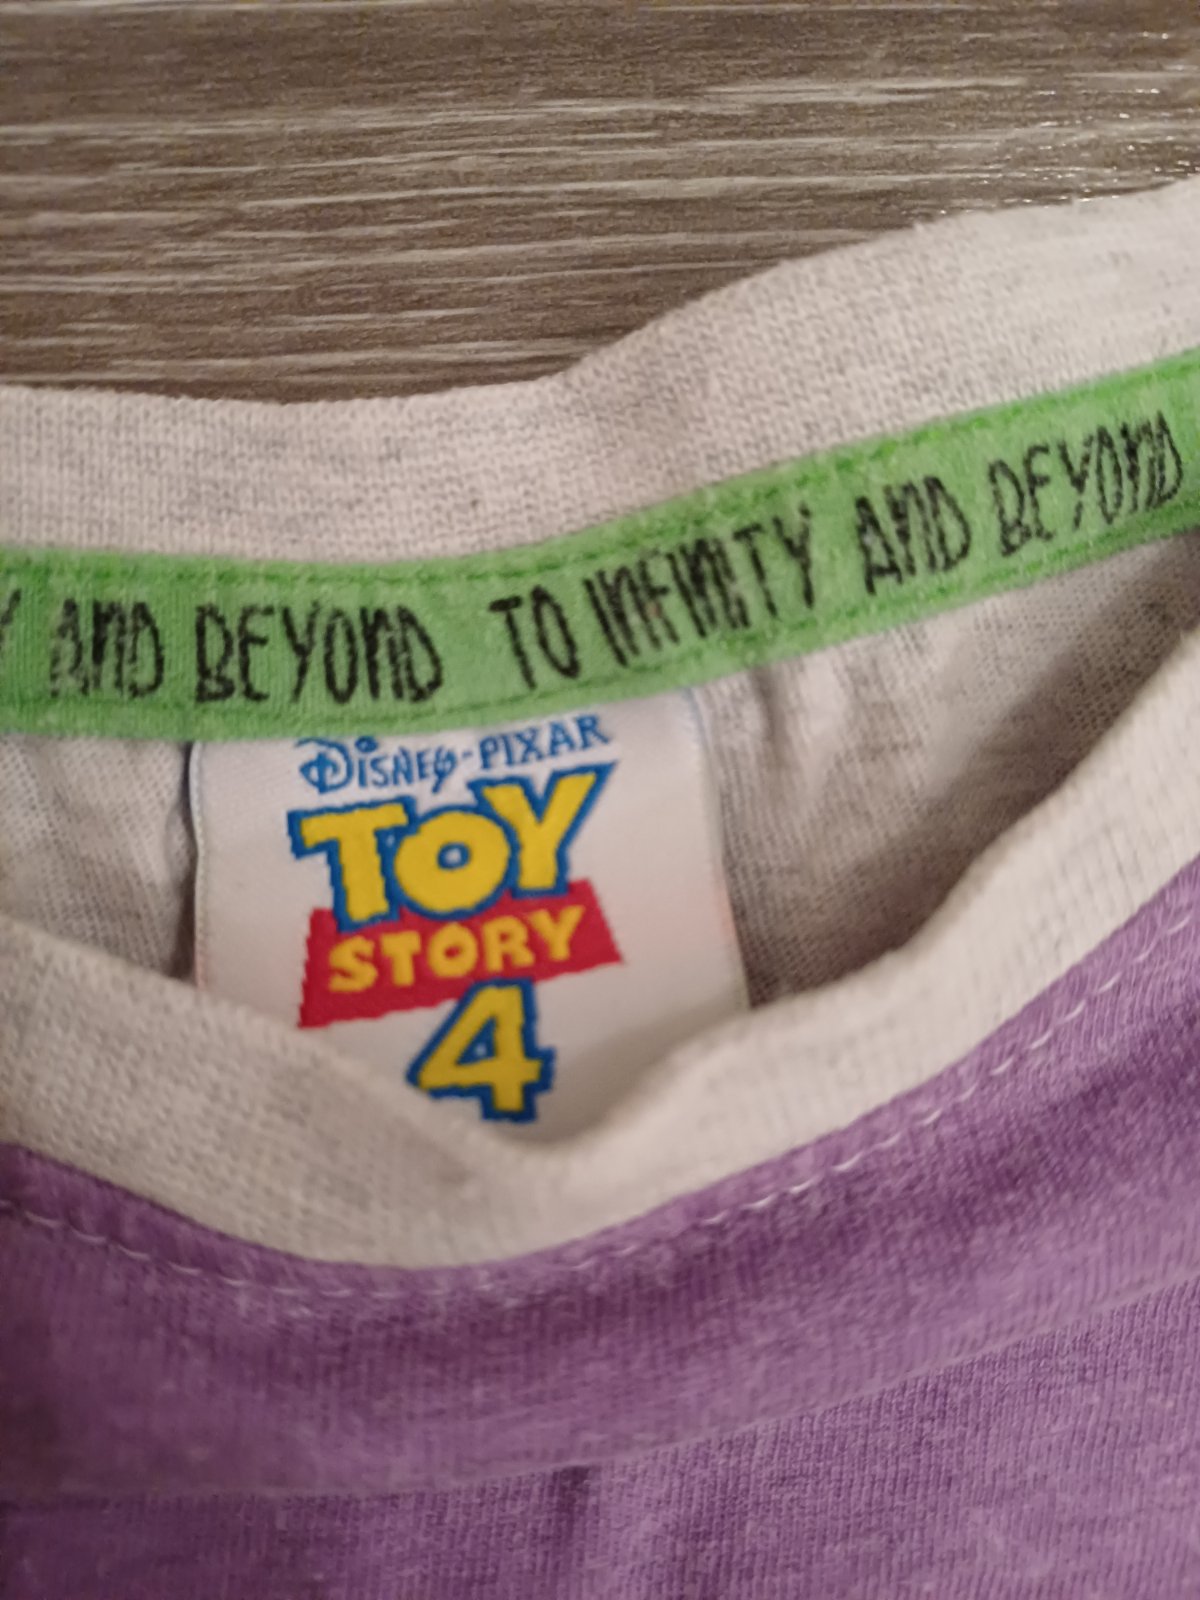 AND BEYOND TO INFINITY AND BEYOND
DISNEY·PIXAR
TOY
STORY
4